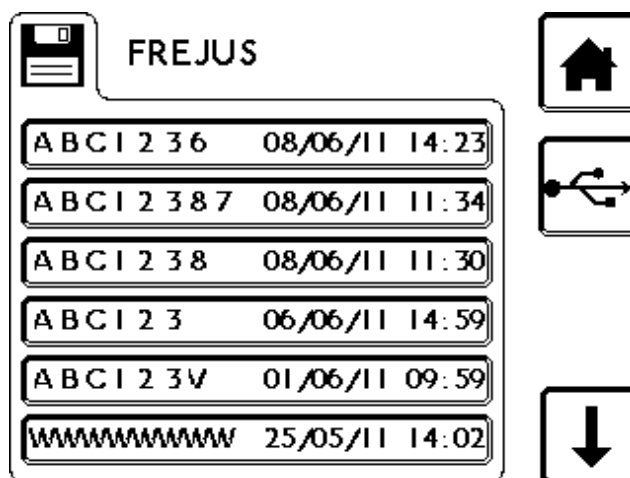 FREJUS
ABC1236 08/06/11 14:23
ABC12387 08/06/11 11:34
ABC1238 08/06/11 11:30
ABC123 06/06/11 14:59
ABC123V 01/06/11 09:59
WWWWWWWWWW 25/05/11 14:02